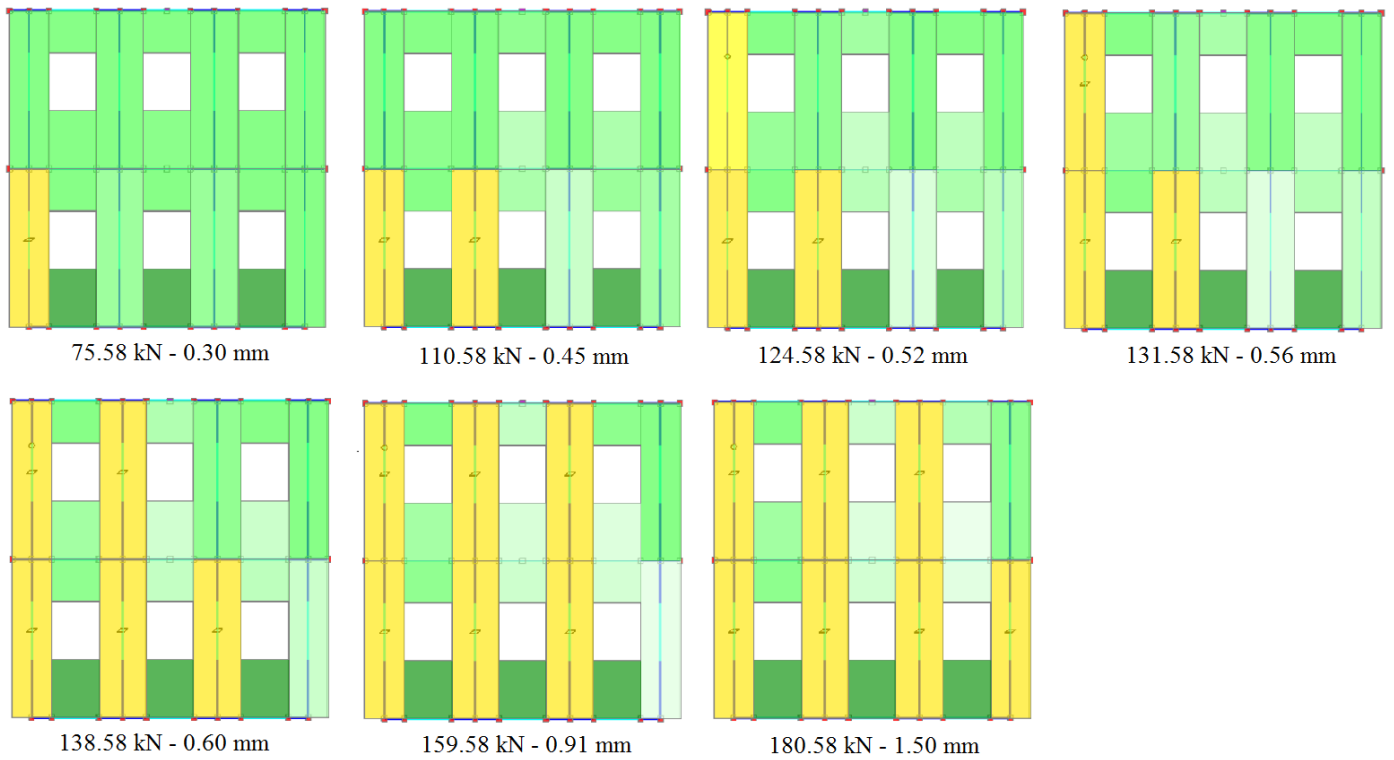 75.58 kN - 0.30 mm
110.58 kN - 0.45 mm
124.58 kN - 0.52 mm
131.58 kN - 0.56 mm
138.58 kN - 0.60 mm
159.58 kN - 0.91 mm
180.58 kN - 1.50 mm